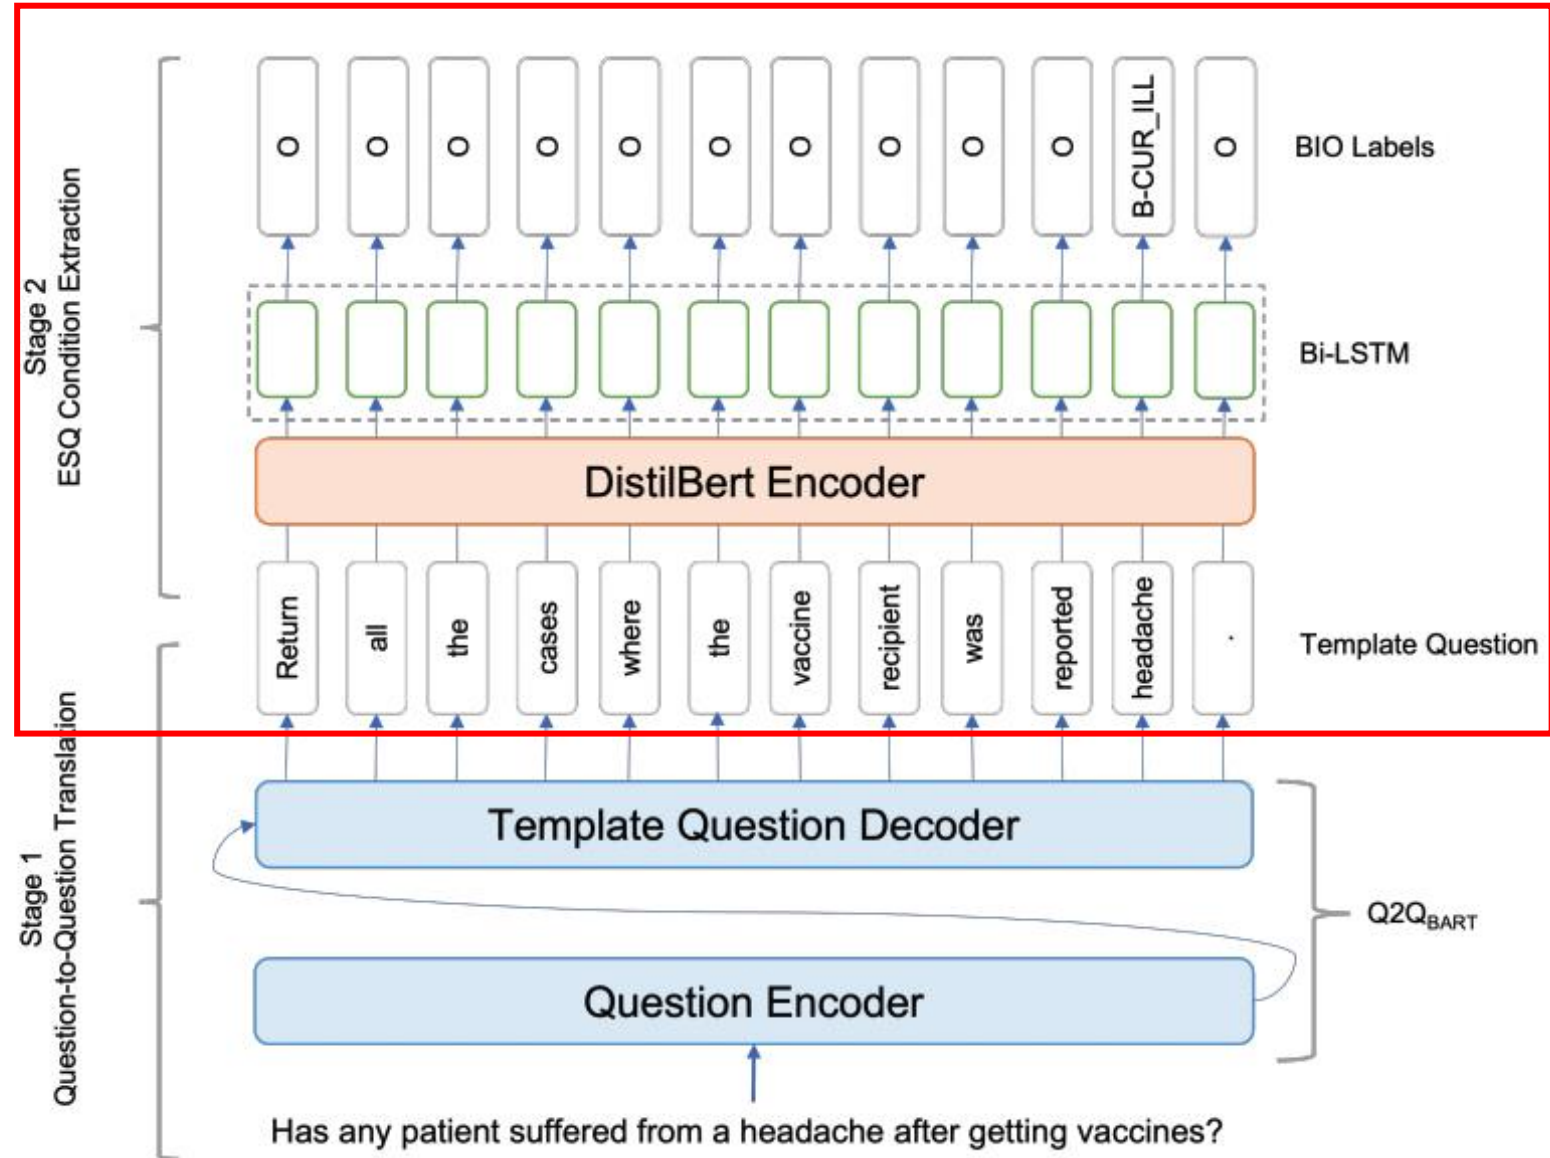 Stage 2
ESQ Condition Extraction
O O O O O O O O O O B-CUR_ILL O
BIO Labels
Bi-LSTM
DistilBert Encoder
Return all the cases where the vaccine recipient was reported headache .
Template Question
Stage 1
Question-to-Question Translation
Template Question Decoder
Q2Q_BART
Question Encoder
Has any patient suffered from a headache after getting vaccines?